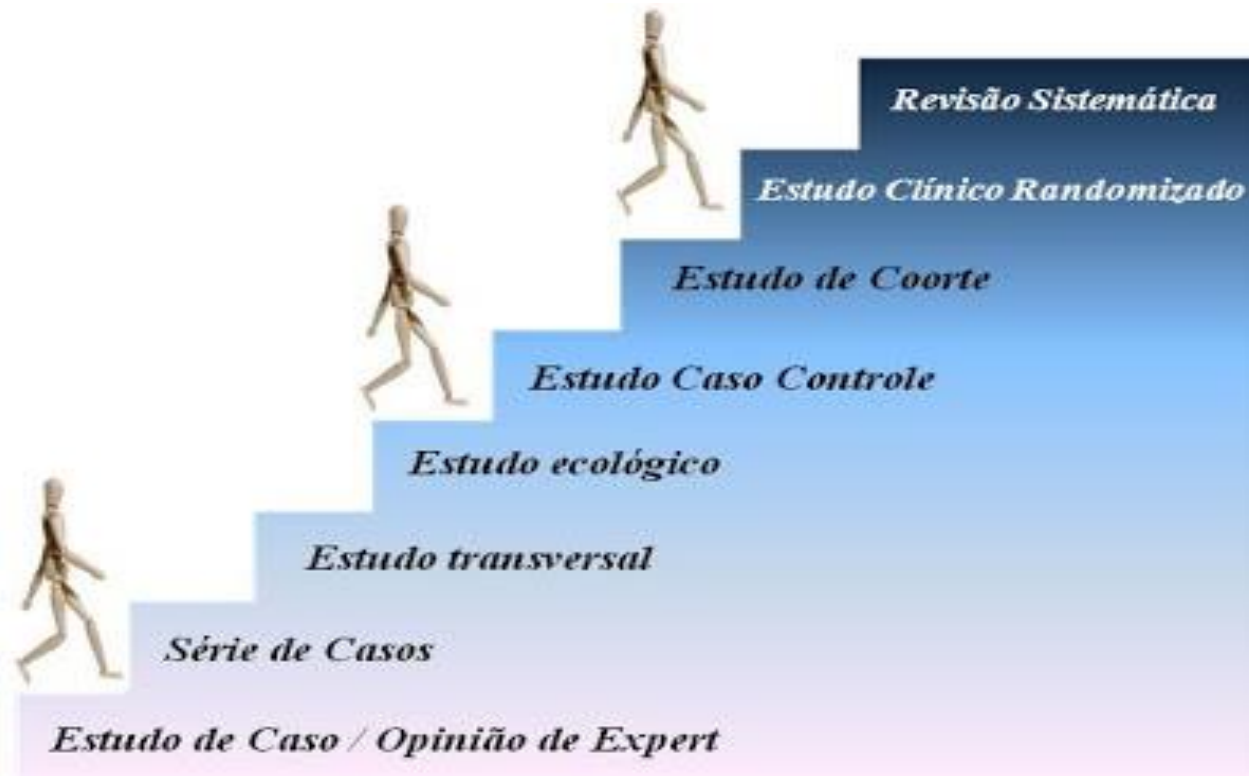 Revisão Sistemática
Estudo Clínico Randomizado
Estudo de Coorte
Estudo Caso Controle
Estudo ecológico
Estudo transversal
Série de Casos
Estudo de Caso / Opinião de Expert